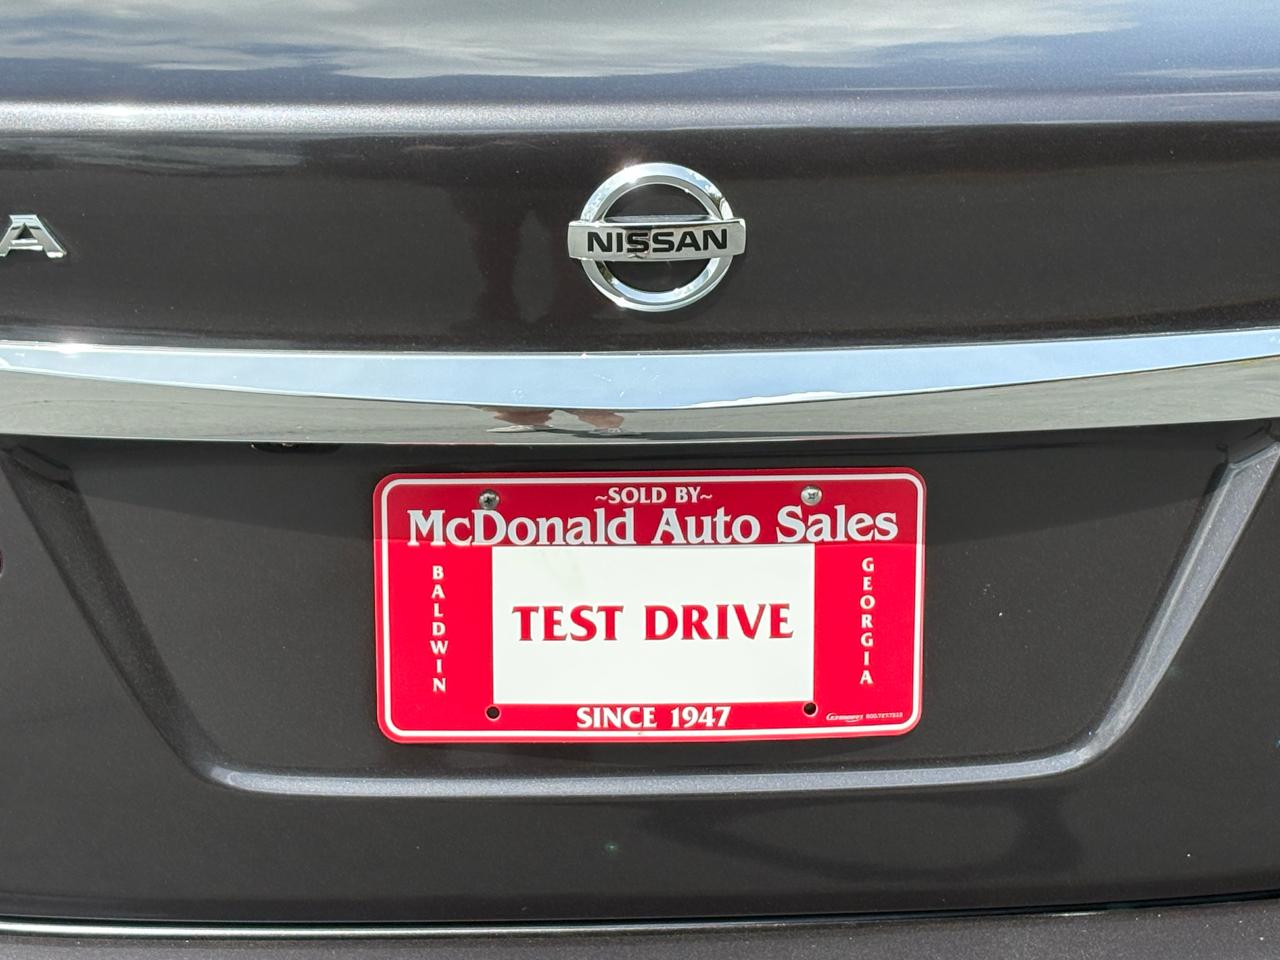 A
NISSAN
~SOLD BY~
McDonald Auto Sales
BALDWIN
TEST DRIVE
GEORGIA
SINCE 1947